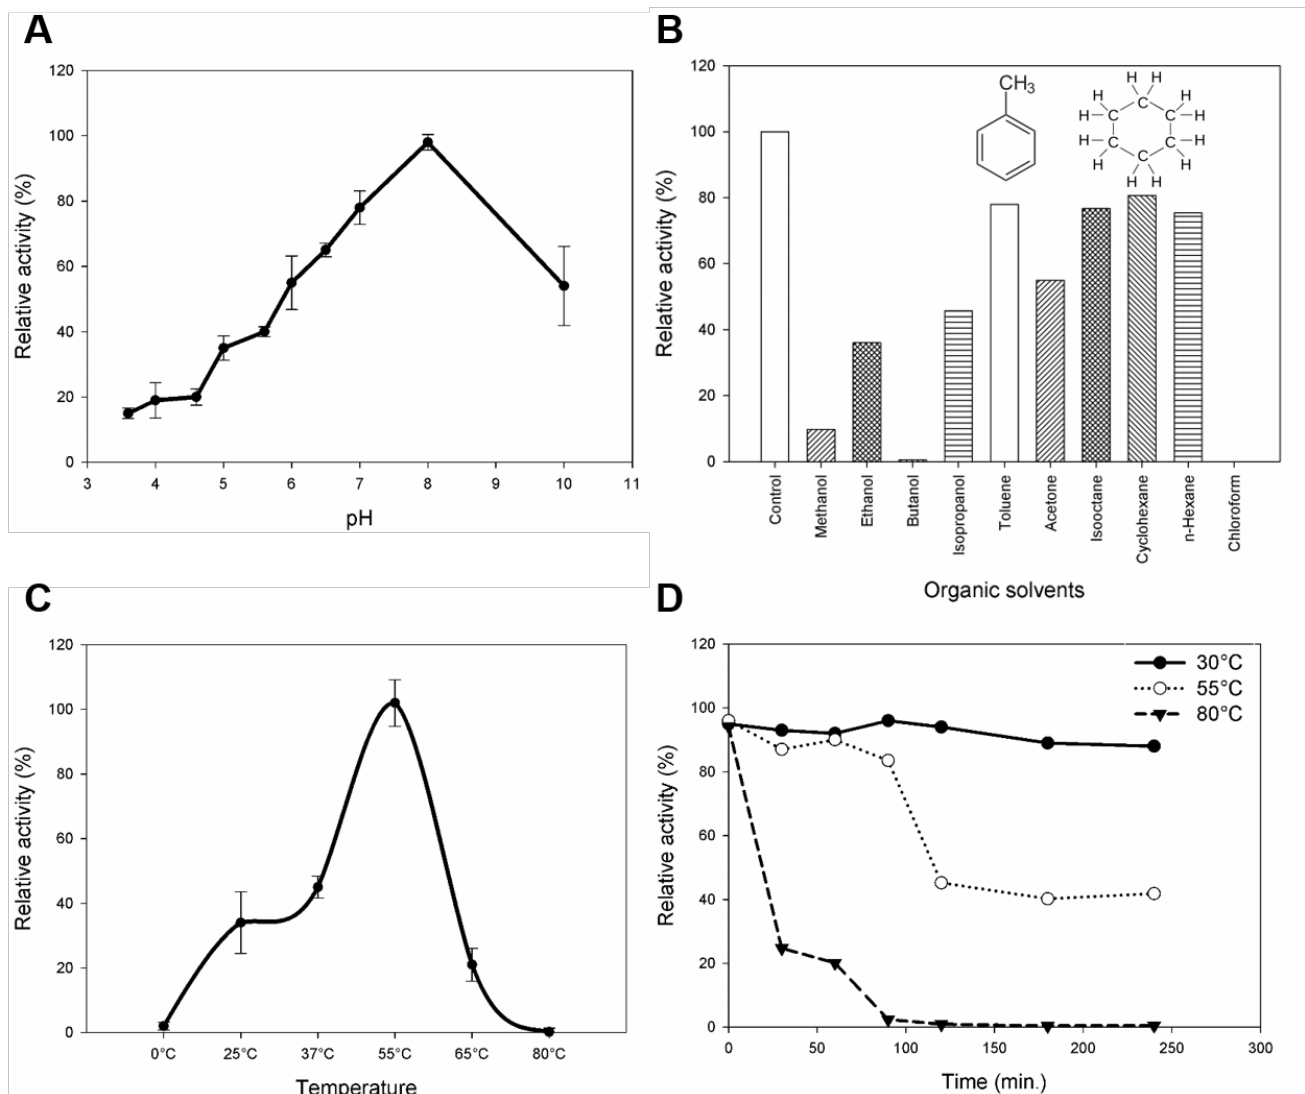 A
120
100
80
60
40
20
0
Relative activity (%)
3 4 5 6 7 8 9 10 11
pH
B
120
100
80
60
40
20
0
Relative activity (%)
CH3
H H
H C H
H C C H
H C C H
H C H
H H
Control
Methanol
Ethanol
Butanol
Isopropanol
Toluene
Acetone
Isooctane
Cyclohexane
n-Hexane
Chloroform
Organic solvents
C
120
100
80
60
40
20
0
Relative activity (%)
0°C 25°C 37°C 55°C 65°C 80°C
Temperature
D
120
100
80
60
40
20
0
Relative activity (%)
30°C
55°C
80°C
0 50 100 150 200 250 300
Time (min.)